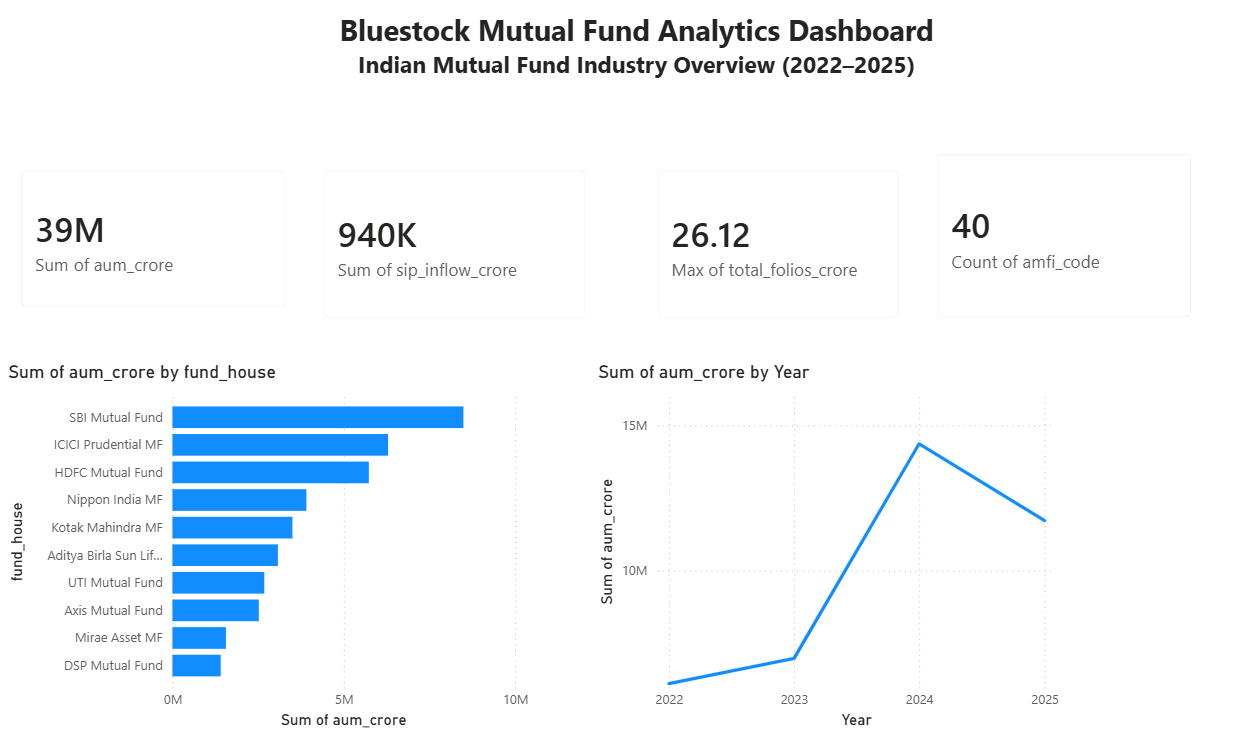 Bluestock Mutual Fund Analytics Dashboard
Indian Mutual Fund Industry Overview (2022–2025)
39M
Sum of aum_crore
940K
Sum of sip_inflow_crore
26.12
Max of total_folios_crore
40
Count of amfi_code
Sum of aum_crore by fund_house
fund_house
SBI Mutual Fund
ICICI Prudential MF
HDFC Mutual Fund
Nippon India MF
Kotak Mahindra MF
Aditya Birla Sun Lif...
UTI Mutual Fund
Axis Mutual Fund
Mirae Asset MF
DSP Mutual Fund
0M 5M 10M
Sum of aum_crore
Sum of aum_crore by Year
Sum of aum_crore
15M
10M
2022 2023 2024 2025
Year